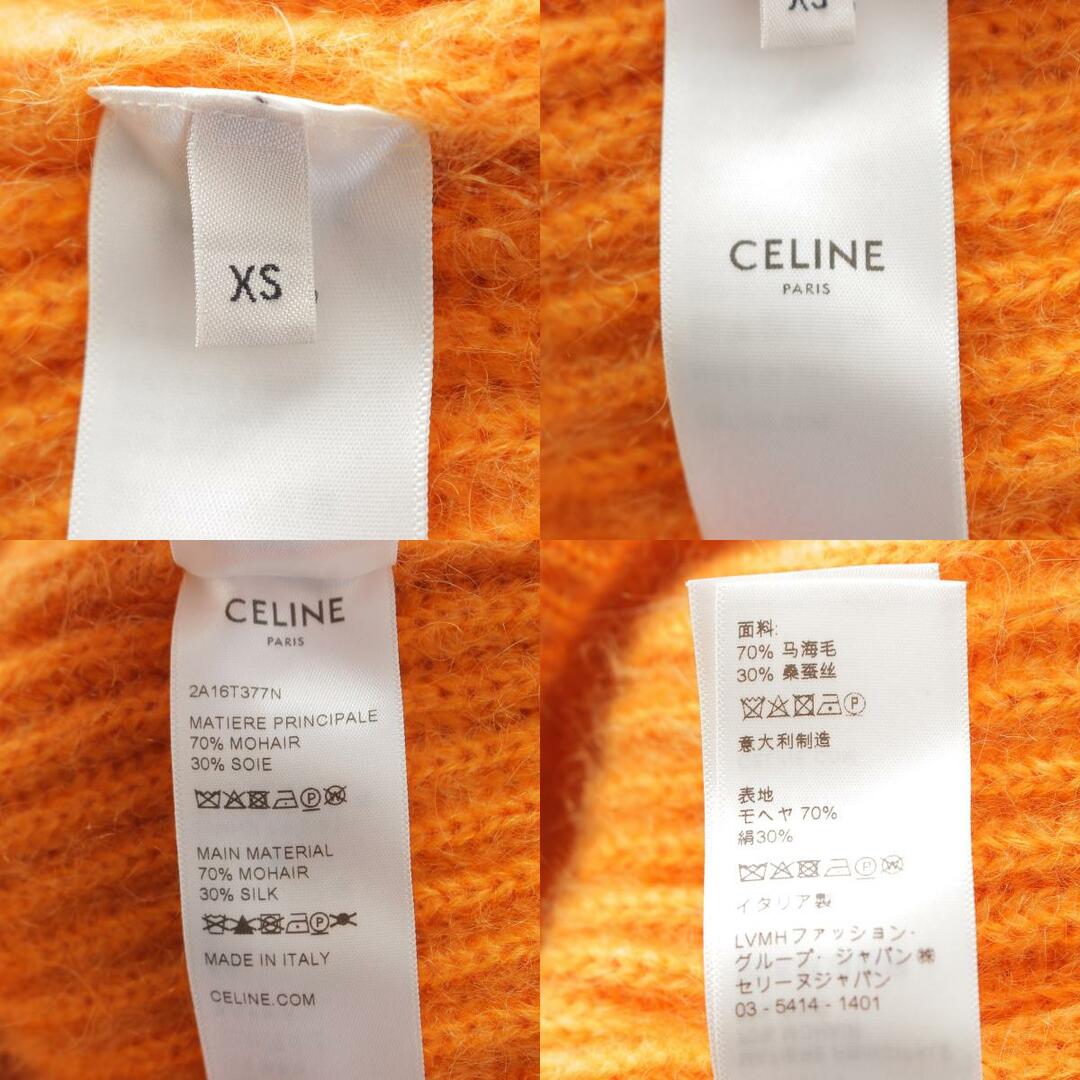 XS
XS
CELINE
PARIS
CELINE
PARIS
2A16T377N
MATIERE PRINCIPALE
70% MOHAIR
30% SOIE
MAIN MATERIAL
70% MOHAIR
30% SILK
MADE IN ITALY
CELINE.COM
面料:
70% 马海毛
30% 桑蚕丝
意大利制造
表地
モヘヤ 70%
絹30%
イタリア製
LVMHファッション・
グループ・ジャパン㈱
セリーヌジャパン
03 - 5414 - 1401